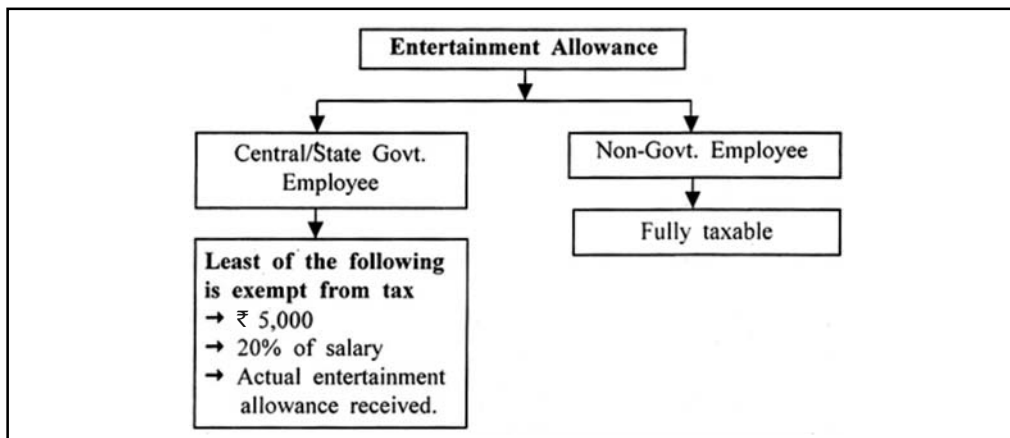 Entertainment Allowance
Central/State Govt.
Employee
Non-Govt. Employee
Fully taxable
Least of the following
is exempt from tax
→ ₹ 5,000
→ 20% of salary
→ Actual entertainment
allowance received.